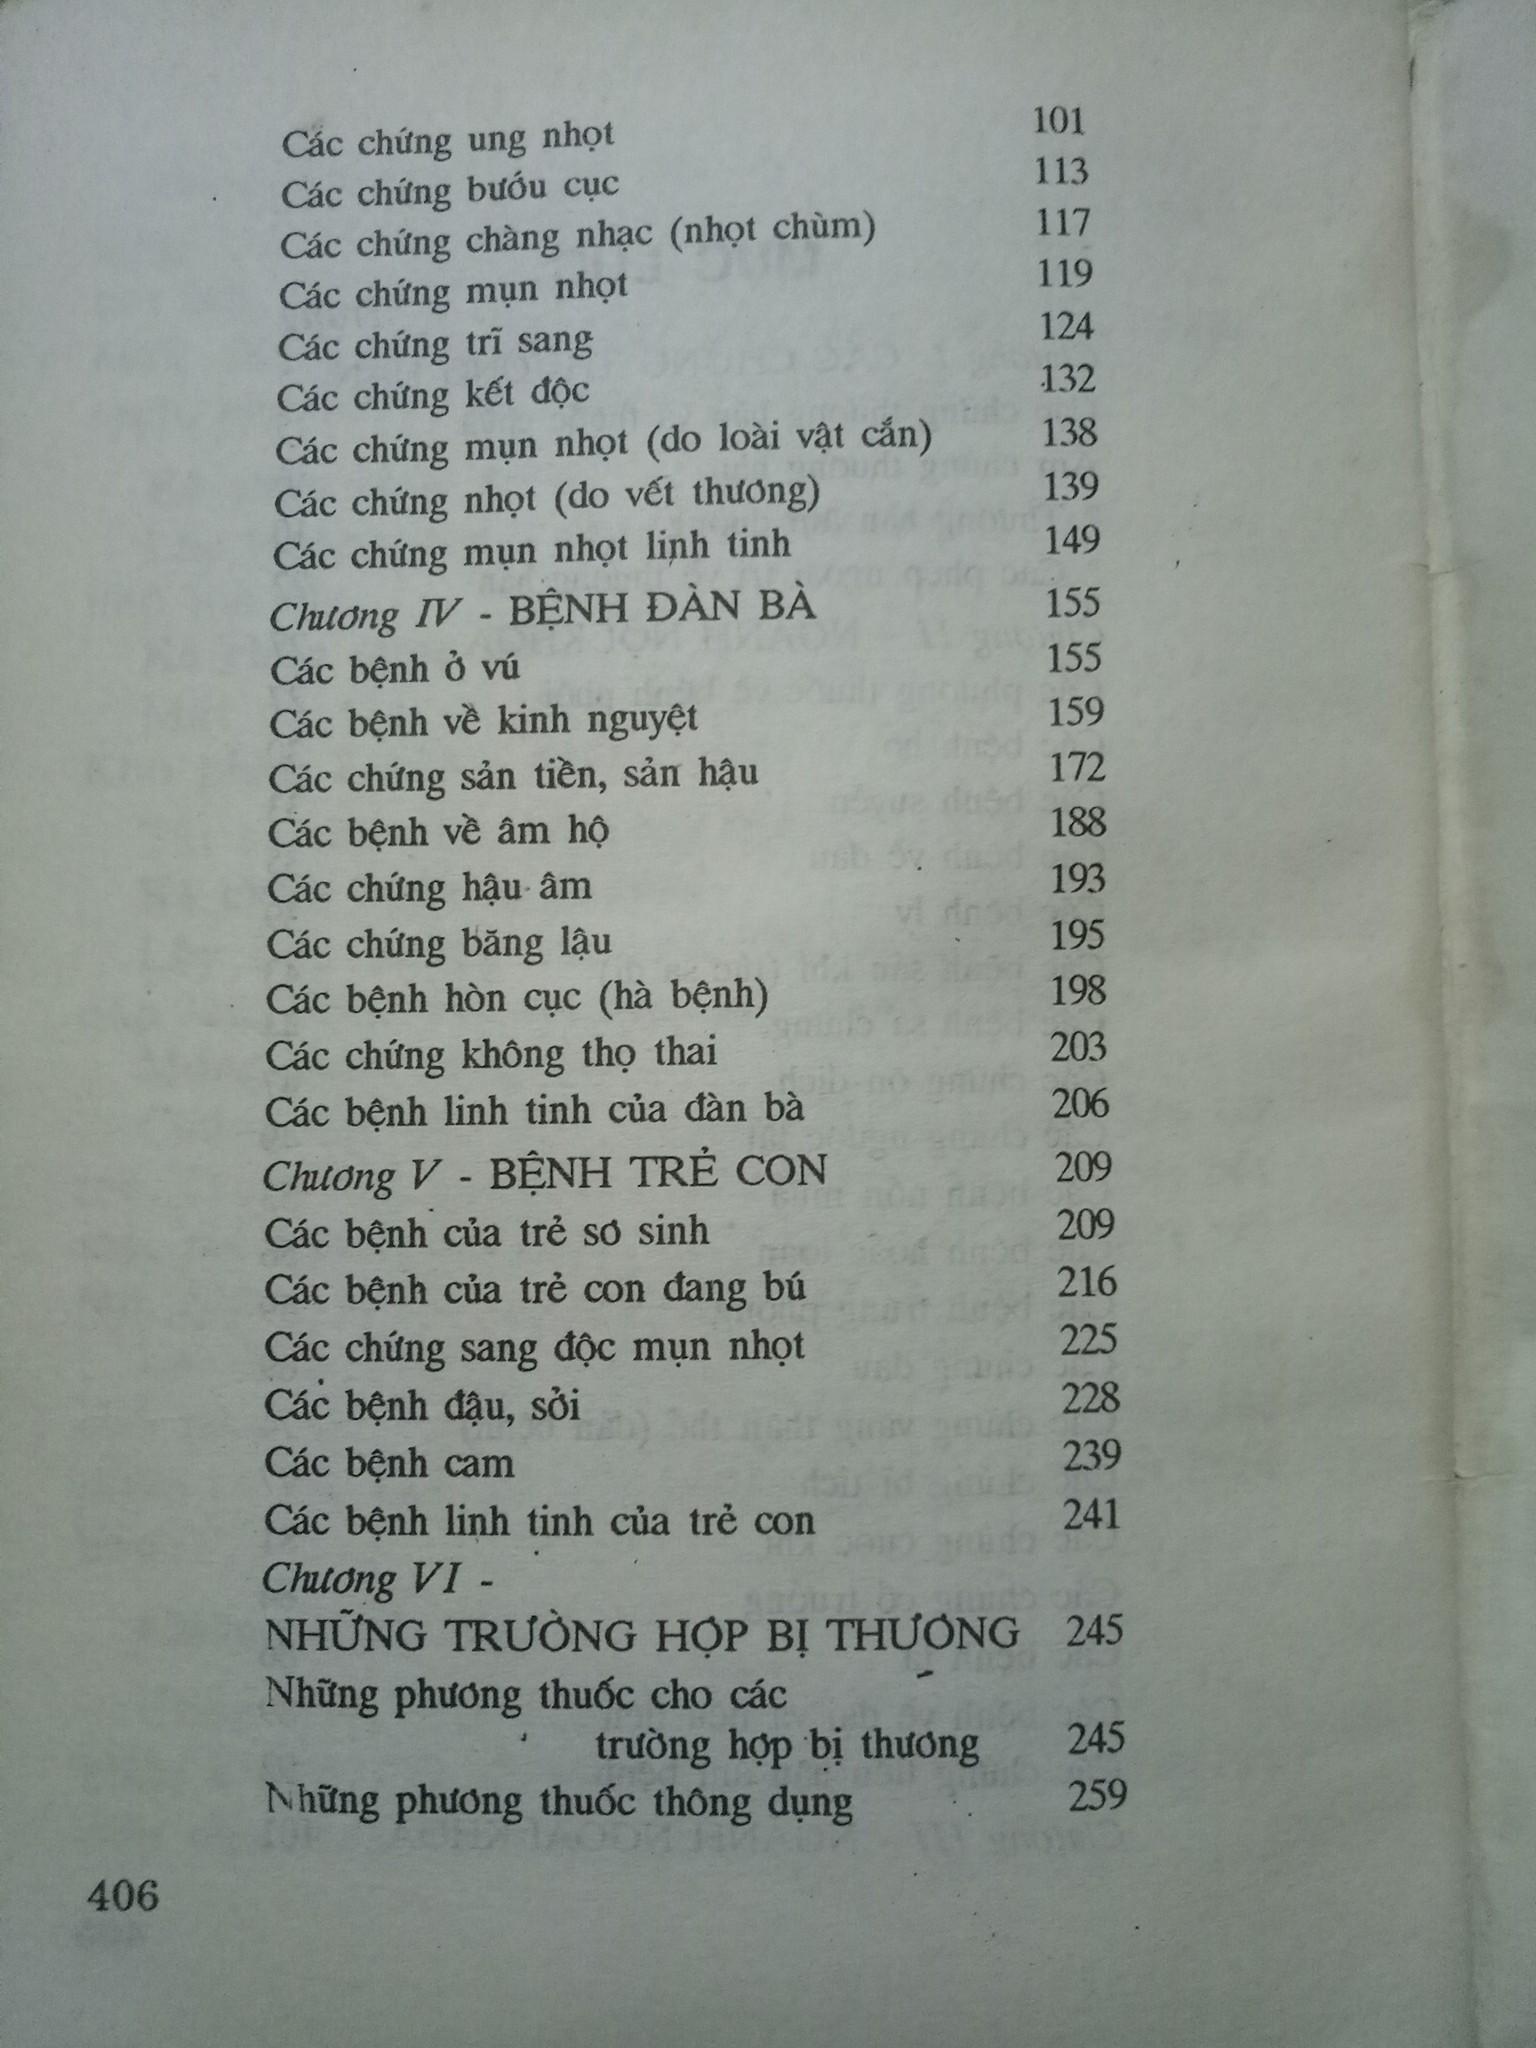 Các chứng ung nhọt 101
Các chứng bướu cục 113
Các chứng chàng nhạc (nhọt chùm) 117
Các chứng mụn nhọt 119
Các chứng trĩ sang 124
Các chứng kết độc 132
Các chứng mụn nhọt (do loài vật cắn) 138
Các chứng nhọt (do vết thương) 139
Các chứng mụn nhọt linh tinh 149
Chương IV - BỆNH ĐÀN BÀ 155
Các bệnh ở vú 155
Các bệnh về kinh nguyệt 159
Các chứng sản tiền, sản hậu 172
Các bệnh về âm hộ 188
Các chứng hậu âm 193
Các chứng băng lậu 195
Các bệnh hòn cục (hà bệnh) 198
Các chứng không thọ thai 203
Các bệnh linh tinh của đàn bà 206
Chương V - BỆNH TRẺ CON 209
Các bệnh của trẻ sơ sinh 209
Các bệnh của trẻ con đang bú 216
Các chứng sang độc mụn nhọt 225
Các bệnh đậu, sởi 228
Các bệnh cam 239
Các bệnh linh tinh của trẻ con 241
Chương VI -
NHỮNG TRƯỜNG HỢP BỊ THƯƠNG 245
Những phương thuốc cho các
trường hợp bị thương 245
Những phương thuốc thông dụng 259
406